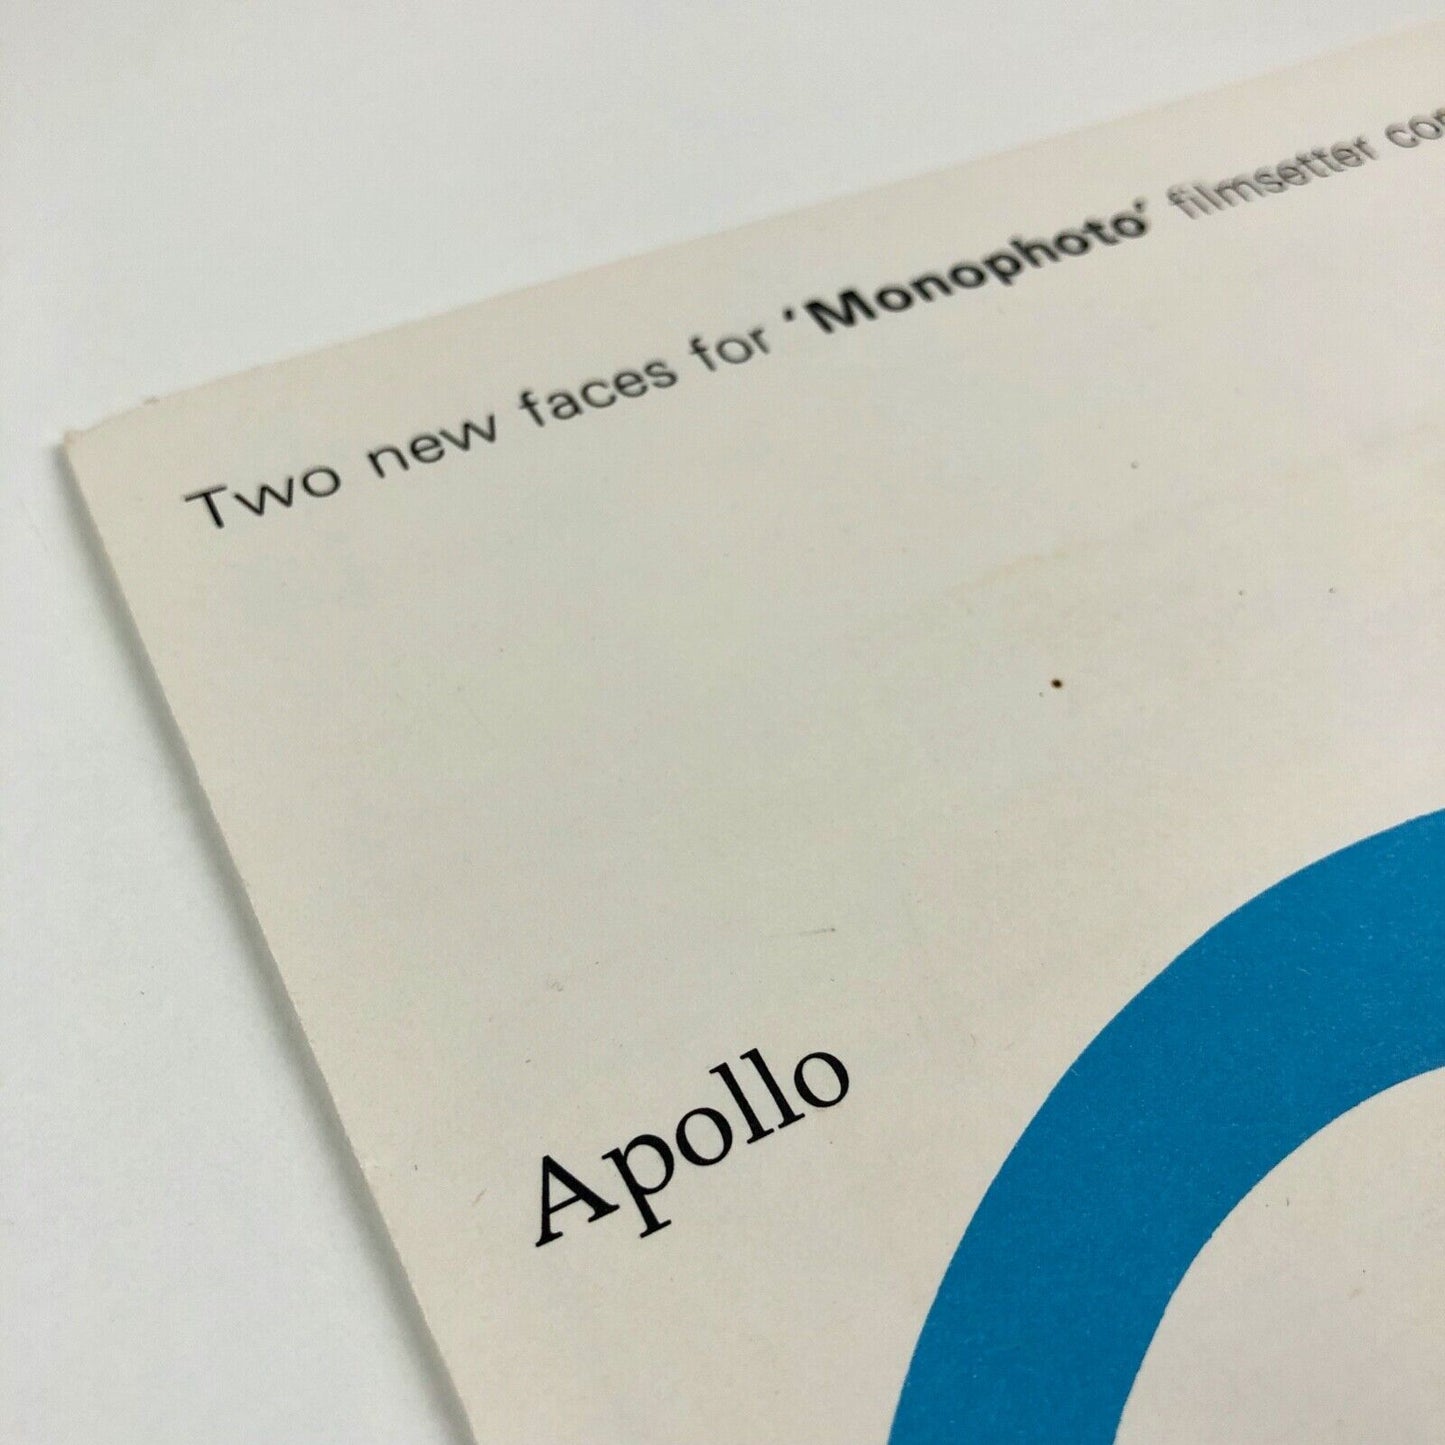 Two new faces for 'Monophoto' filmsetter
Apollo